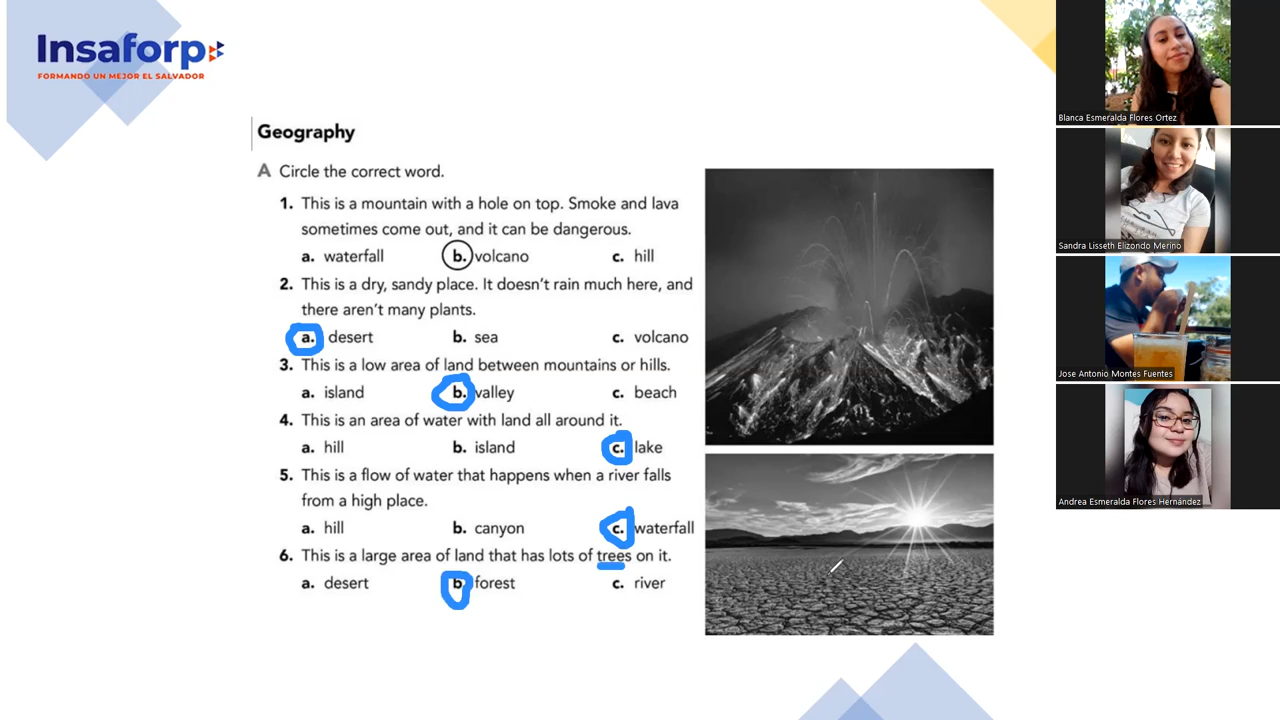 Insaforp
FORMANDO UN MEJOR EL SALVADOR
Geography
A Circle the correct word.
1. This is a mountain with a hole on top. Smoke and lava
sometimes come out, and it can be dangerous.
a. waterfall b. volcano c. hill
2. This is a dry, sandy place. It doesn't rain much here, and
there aren't many plants.
a. desert b. sea c. volcano
3. This is a low area of land between mountains or hills.
a. island b. valley c. beach
4. This is an area of water with land all around it.
a. hill b. island c. lake
5. This is a flow of water that happens when a river falls
from a high place.
a. hill b. canyon c. waterfall
6. This is a large area of land that has lots of trees on it.
a. desert b. forest c. river
Blanca Esmeralda Flores Ortez
Sandra Lisseth Elizondo Merino
Jose Antonio Montes Fuentes
Andrea Esmeralda Flores Hernández